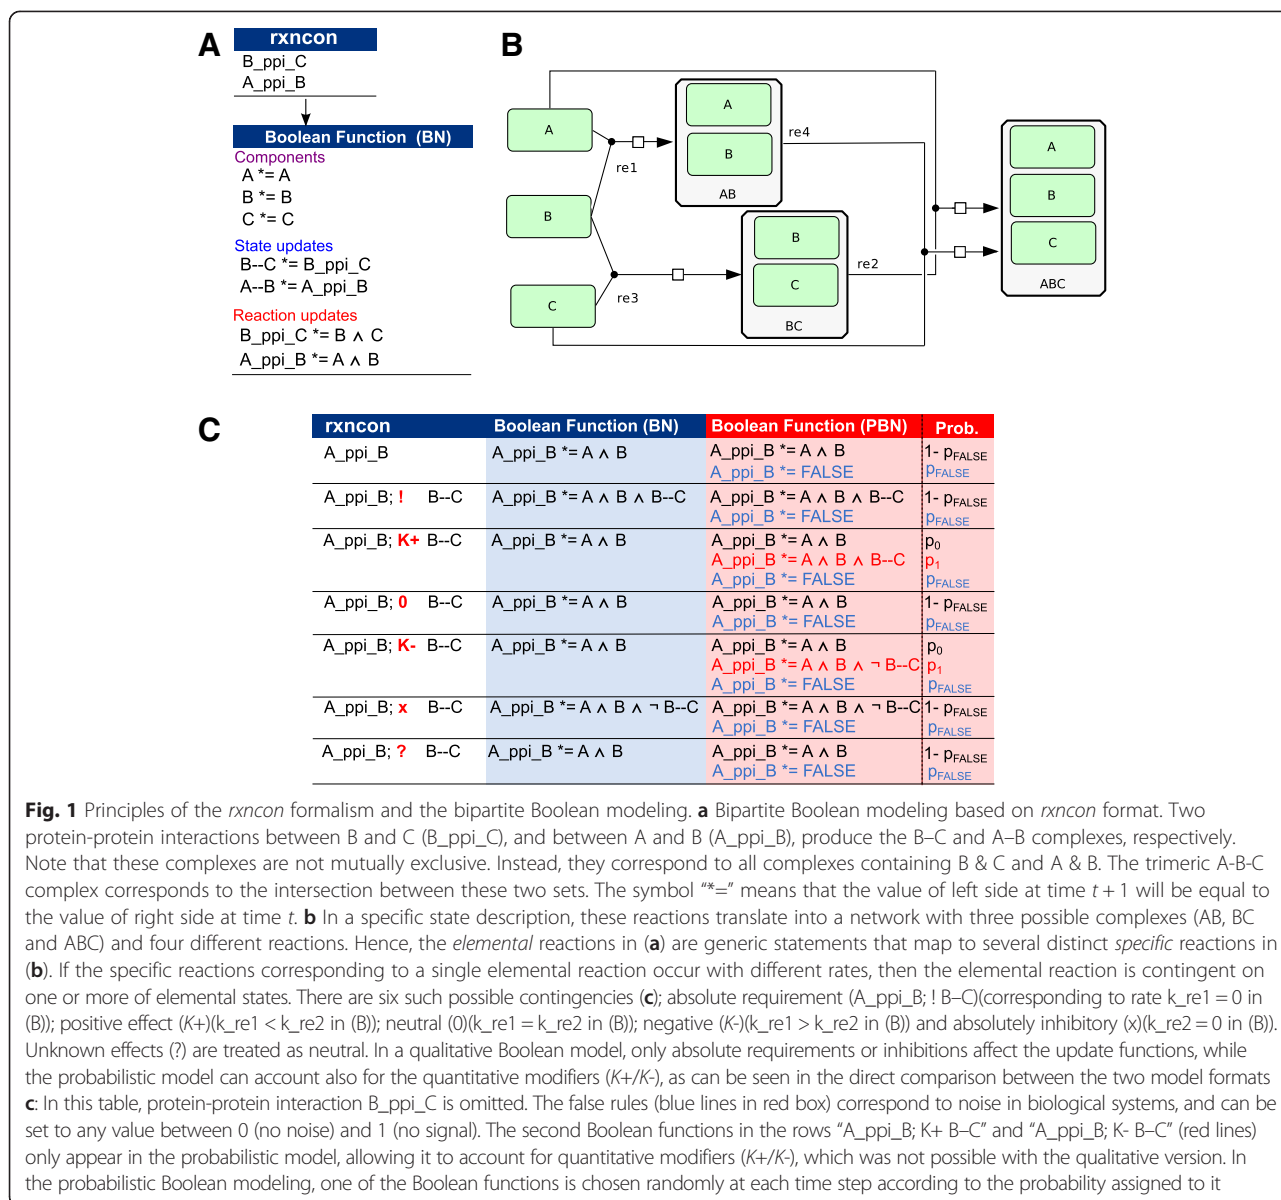 A
rxncon
B_ppi_C
A_ppi_B
Boolean Function (BN)
Components
A *= A
B *= B
C *= C
State updates
B--C *= B_ppi_C
A--B *= A_ppi_B
Reaction updates
B_ppi_C *= B ∧ C
A_ppi_B *= A ∧ B
B
A
B
C
re1
re3
A
B
AB
re4
B
C
BC
re2
A
B
C
ABC
C
rxncon Boolean Function (BN) Boolean Function (PBN) Prob.
A_ppi_B A_ppi_B *= A ∧ B A_ppi_B *= A ∧ B 1- pFALSE
A_ppi_B *= FALSE pFALSE
A_ppi_B; ! B--C A_ppi_B *= A ∧ B ∧ B--C A_ppi_B *= A ∧ B ∧ B--C 1- pFALSE
A_ppi_B *= FALSE pFALSE
A_ppi_B; K+ B--C A_ppi_B *= A ∧ B A_ppi_B *= A ∧ B p0
A_ppi_B *= A ∧ B ∧ B--C p1
A_ppi_B *= FALSE pFALSE
A_ppi_B; 0 B--C A_ppi_B *= A ∧ B A_ppi_B *= A ∧ B 1- pFALSE
A_ppi_B *= FALSE pFALSE
A_ppi_B; K- B--C A_ppi_B *= A ∧ B A_ppi_B *= A ∧ B p0
A_ppi_B *= A ∧ B ∧ ¬ B--C p1
A_ppi_B *= FALSE pFALSE
A_ppi_B; x B--C A_ppi_B *= A ∧ B ∧ ¬ B--C A_ppi_B *= A ∧ B ∧ ¬ B--C 1- pFALSE
A_ppi_B *= FALSE pFALSE
A_ppi_B; ? B--C A_ppi_B *= A ∧ B A_ppi_B *= A ∧ B 1- pFALSE
A_ppi_B *= FALSE pFALSE
Fig. 1 Principles of the rxncon formalism and the bipartite Boolean modeling. a Bipartite Boolean modeling based on rxncon format. Two
protein-protein interactions between B and C (B_ppi_C), and between A and B (A_ppi_B), produce the B–C and A–B complexes, respectively.
Note that these complexes are not mutually exclusive. Instead, they correspond to all complexes containing B & C and A & B. The trimeric A-B-C
complex corresponds to the intersection between these two sets. The symbol “*=” means that the value of left side at time t + 1 will be equal to
the value of right side at time t. b In a specific state description, these reactions translate into a network with three possible complexes (AB, BC
and ABC) and four different reactions. Hence, the elemental reactions in (a) are generic statements that map to several distinct specific reactions in
(b). If the specific reactions corresponding to a single elemental reaction occur with different rates, then the elemental reaction is contingent on
one or more of elemental states. There are six such possible contingencies (c); absolute requirement (A_ppi_B; ! B–C)(corresponding to rate k_re1 = 0 in
(B)); positive effect (K+)(k_re1 < k_re2 in (B)); neutral (0)(k_re1 = k_re2 in (B)); negative (K-)(k_re1 > k_re2 in (B)) and absolutely inhibitory (x)(k_re2 = 0 in (B)).
Unknown effects (?) are treated as neutral. In a qualitative Boolean model, only absolute requirements or inhibitions affect the update functions, while
the probabilistic model can account also for the quantitative modifiers (K+/K-), as can be seen in the direct comparison between the two model formats
c: In this table, protein-protein interaction B_ppi_C is omitted. The false rules (blue lines in red box) correspond to noise in biological systems, and can be
set to any value between 0 (no noise) and 1 (no signal). The second Boolean functions in the rows “A_ppi_B; K+ B–C” and “A_ppi_B; K- B–C” (red lines)
only appear in the probabilistic model, allowing it to account for quantitative modifiers (K+/K-), which was not possible with the qualitative version. In
the probabilistic Boolean modeling, one of the Boolean functions is chosen randomly at each time step according to the probability assigned to it